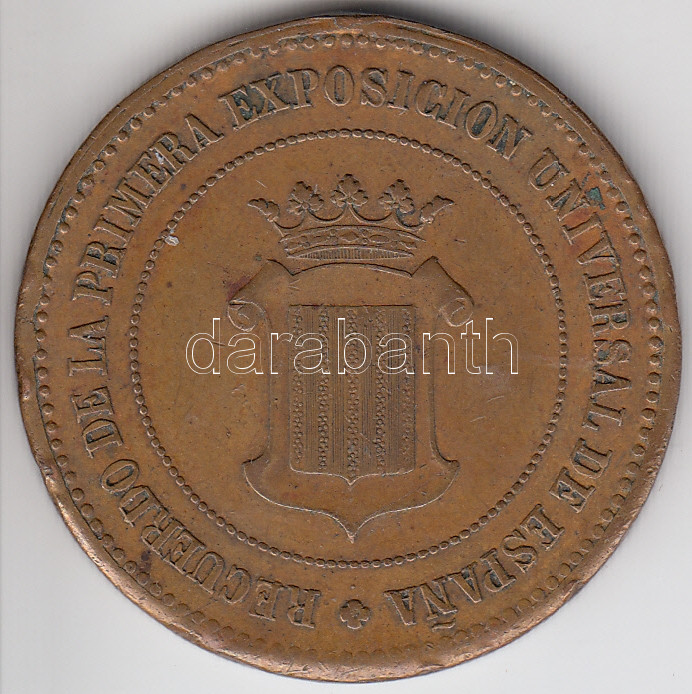 RECUERDO DE LA PRIMERA EXPOSICION UNIVERSAL DE ESPAÑA
darabanth